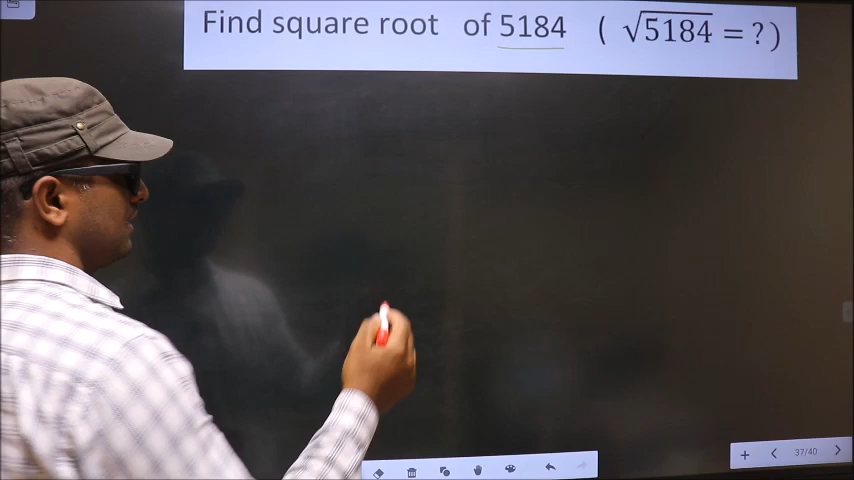 Find square root of 5184 ( √5184 = ? )
37/40